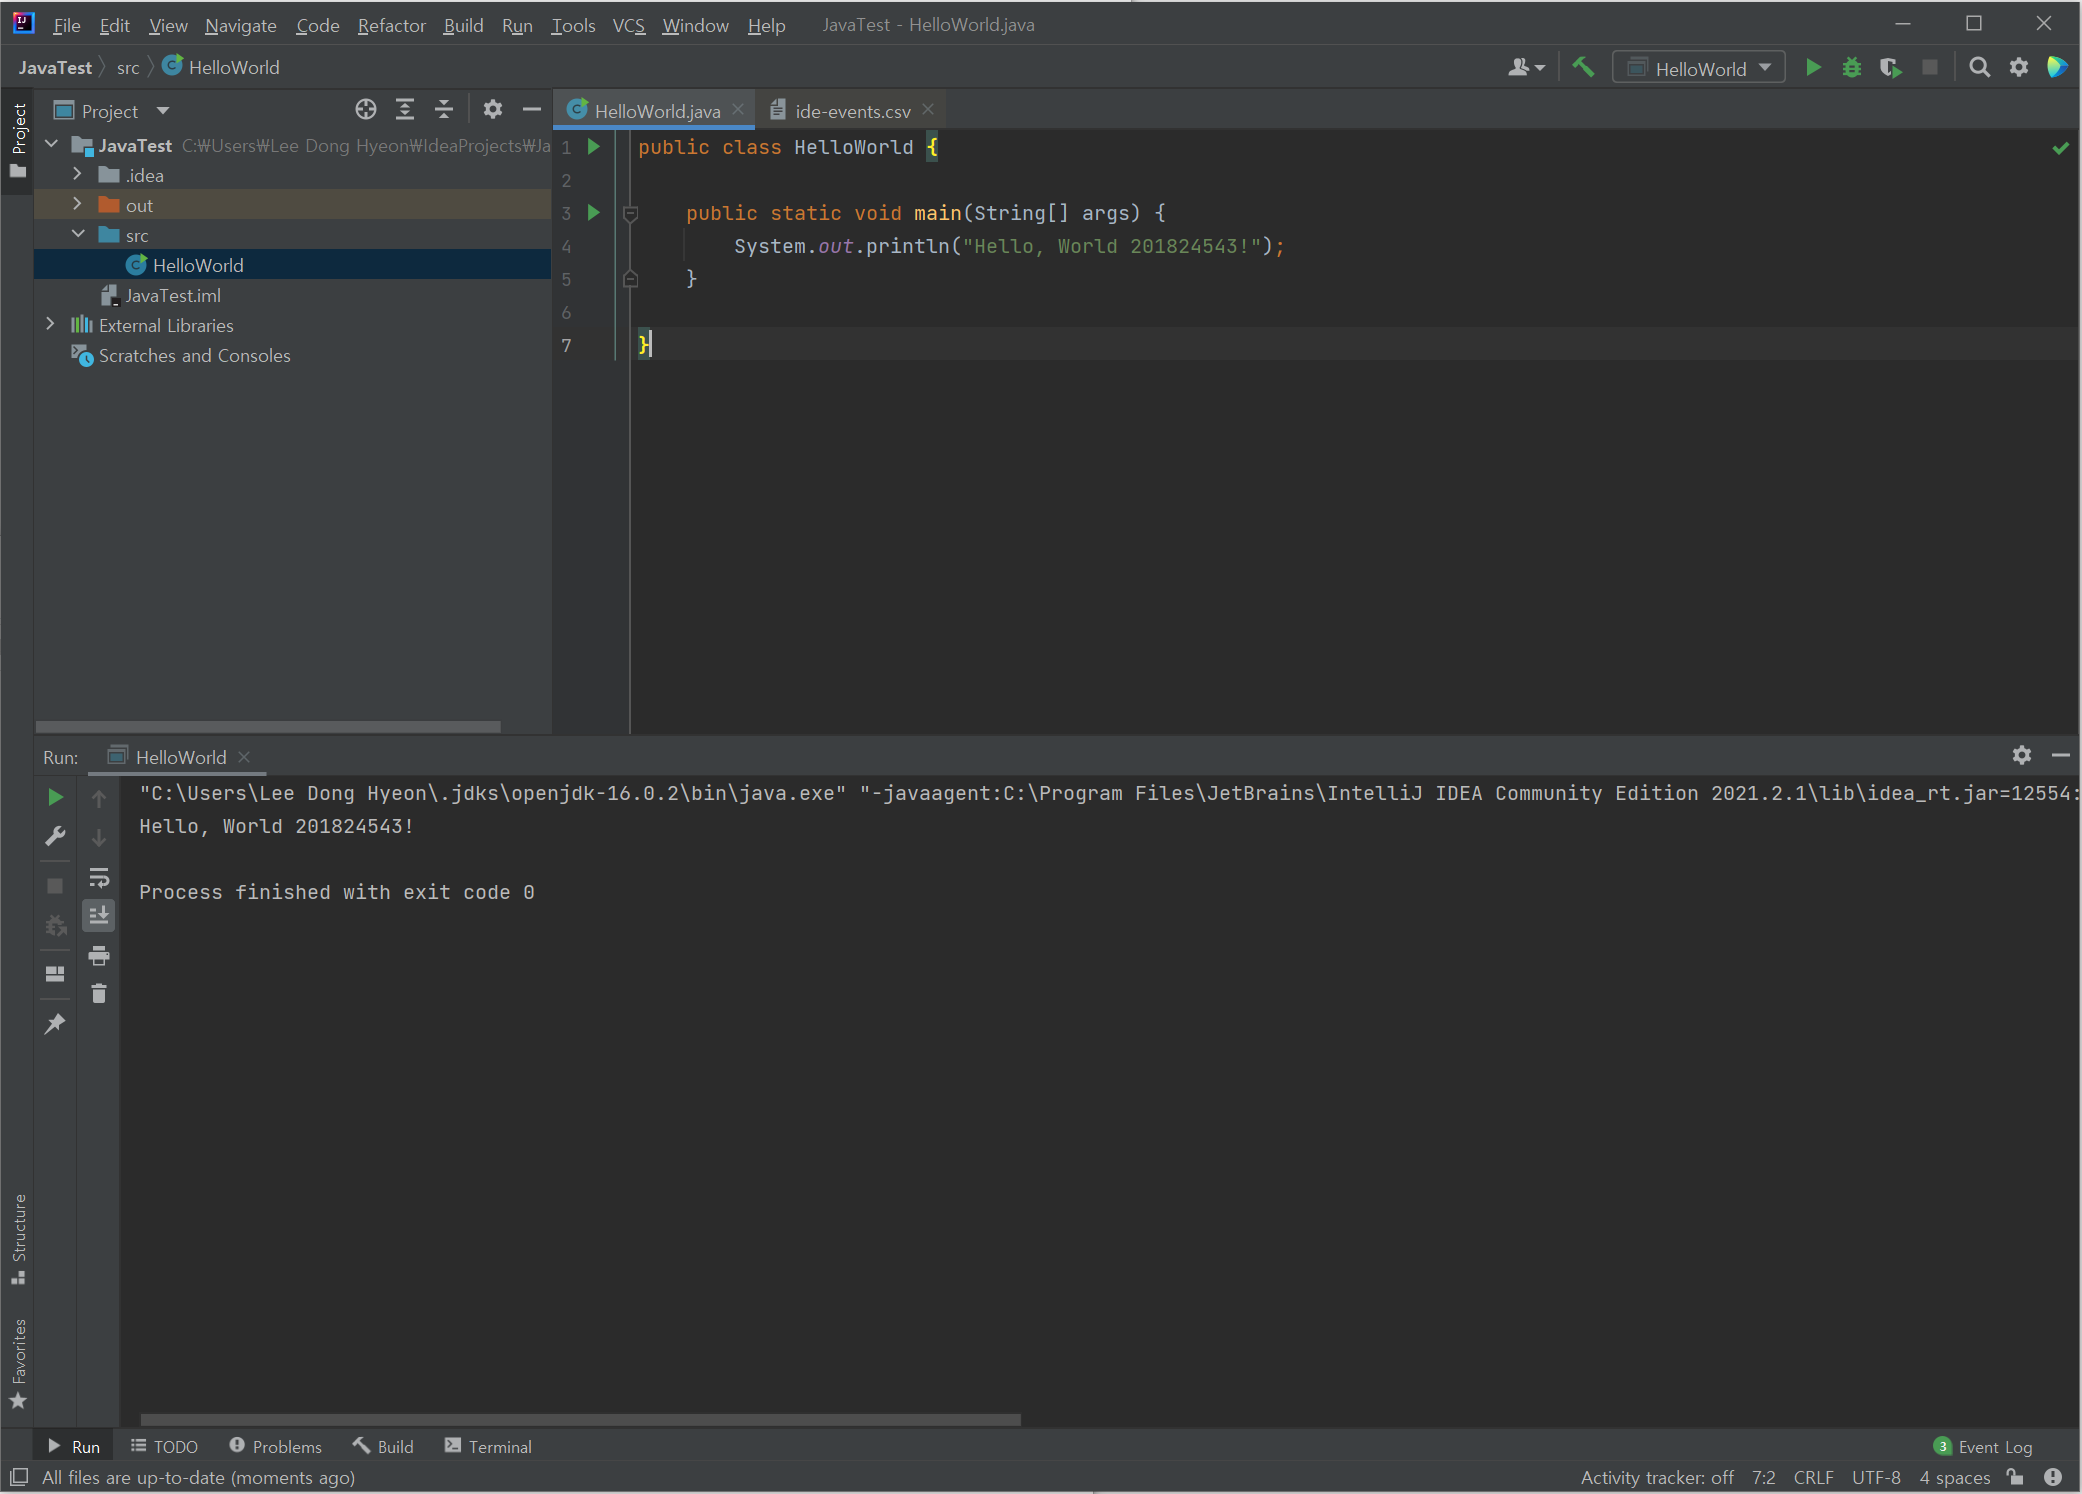 File Edit View Navigate Code Refactor Build Run Tools VCS Window Help JavaTest - HelloWorld.java
JavaTest src HelloWorld
HelloWorld
Project
Project
HelloWorld.java
ide-events.csv
JavaTest C:₩Users₩Lee Dong Hyeon₩IdeaProjects₩Ja
.idea
out
src
HelloWorld
JavaTest.iml
External Libraries
Scratches and Consoles
1 public class HelloWorld {
2
3 public static void main(String[] args) {
4 System.out.println("Hello, World 201824543!");
5 }
6
7 }
Run: HelloWorld
"C:\Users\Lee Dong Hyeon\.jdks\openjdk-16.0.2\bin\java.exe" "-javaagent:C:\Program Files\JetBrains\IntelliJ IDEA Community Edition 2021.2.1\lib\idea_rt.jar=12554:
Hello, World 201824543!
Process finished with exit code 0
Structure
Favorites
Run TODO Problems Build Terminal 3 Event Log
All files are up-to-date (moments ago) Activity tracker: off 7:2 CRLF UTF-8 4 spaces